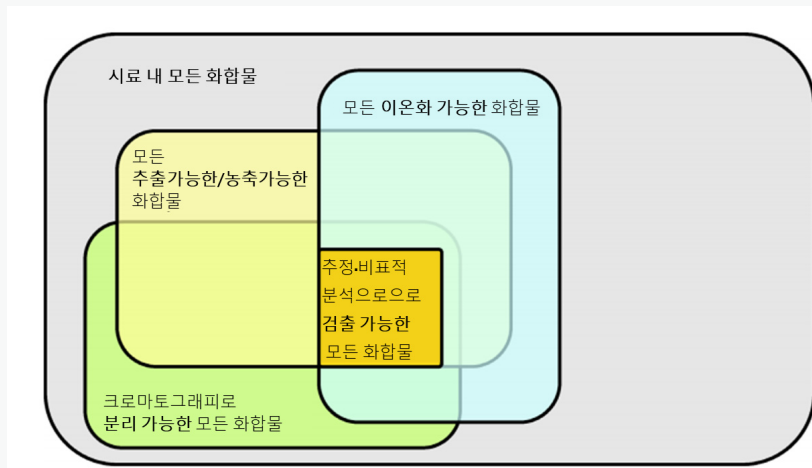 시료 내 모든 화합물
모든 이온화 가능한 화합물
모든
추출가능한/농축가능한
화합물
추정•비표적
분석으로으로
검출 가능한
모든 화합물
크로마토그래피로
분리 가능한 모든 화합물